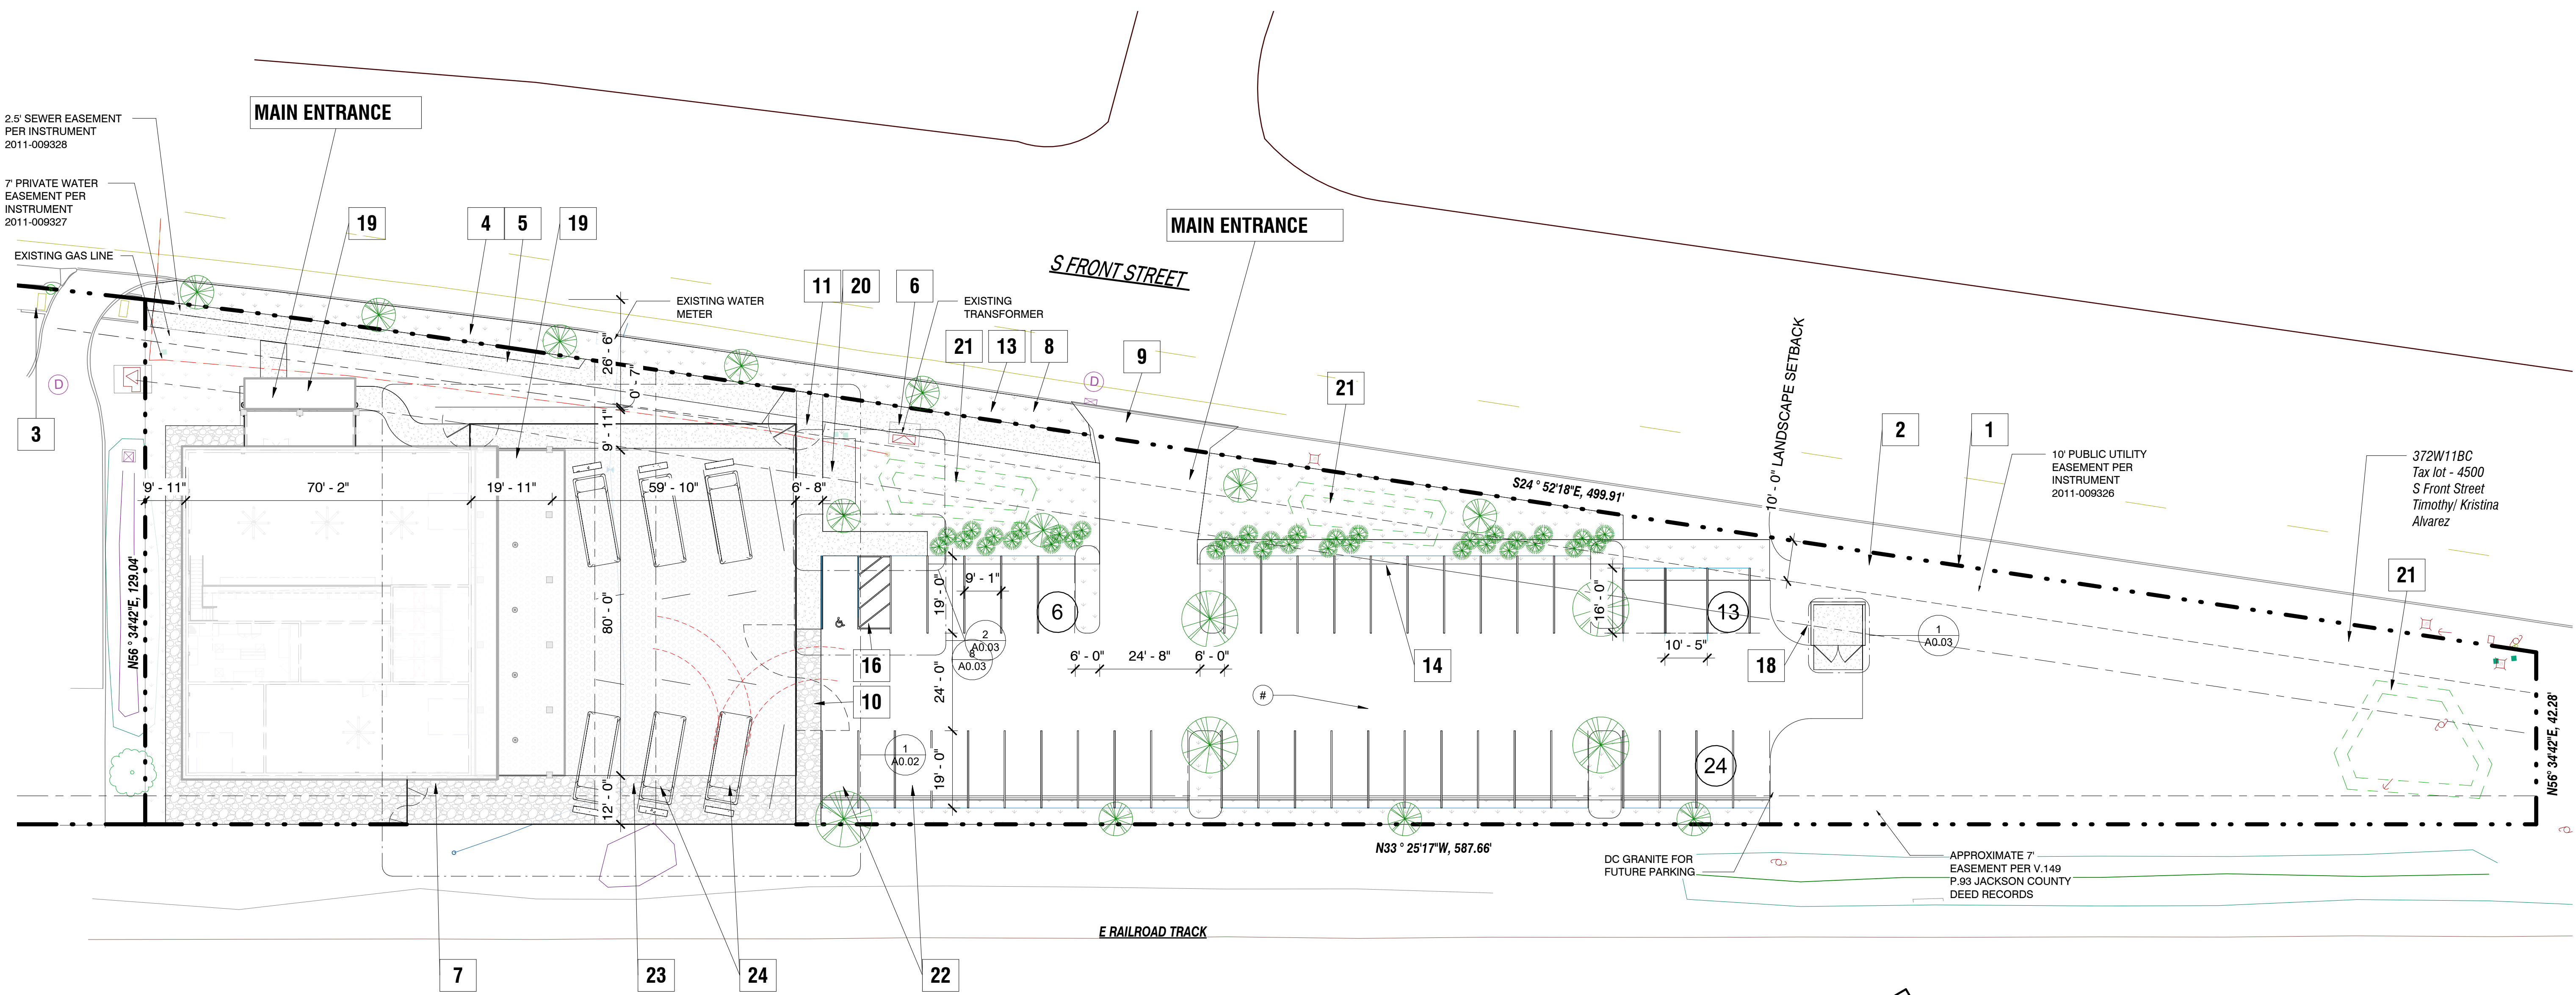 MAIN ENTRANCE
2.5' SEWER EASEMENT
PER INSTRUMENT
2011-009328
7' PRIVATE WATER
EASEMENT PER
INSTRUMENT
2011-009327
EXISTING GAS LINE
19
4
5
19
MAIN ENTRANCE
S FRONT STREET
11
20
6
EXISTING WATER
METER
EXISTING
TRANSFORMER
21
13
8
9
21
10' - 0" LANDSCAPE SETBACK
2
1
10' PUBLIC UTILITY
EASEMENT PER
INSTRUMENT
2011-009326
372W11BC
Tax lot - 4500
S Front Street
Timothy/ Kristina
Alvarez
21
3
D
D
26' - 6"
0' - 7"
9' - 11"
9' - 11"
70' - 2"
19' - 11"
59' - 10"
6' - 8"
S24 ° 52'18"E, 499.91'
N56 ° 34'42"E, 129.04'
80' - 0"
12' - 0"
19' - 0"
9' - 1"
6
16' - 0"
13
10' - 5"
2
A0.03
8
A0.03
1
A0.03
16
10
6' - 0"
24' - 8"
6' - 0"
14
18
24' - 0"
#
1
A0.02
19' - 0"
24
N56° 34'42"E, 42.28'
N33 ° 25'17"W, 587.66'
DC GRANITE FOR
FUTURE PARKING
APPROXIMATE 7'
EASEMENT PER V.149
P.93 JACKSON COUNTY
DEED RECORDS
E RAILROAD TRACK
7
23
24
22